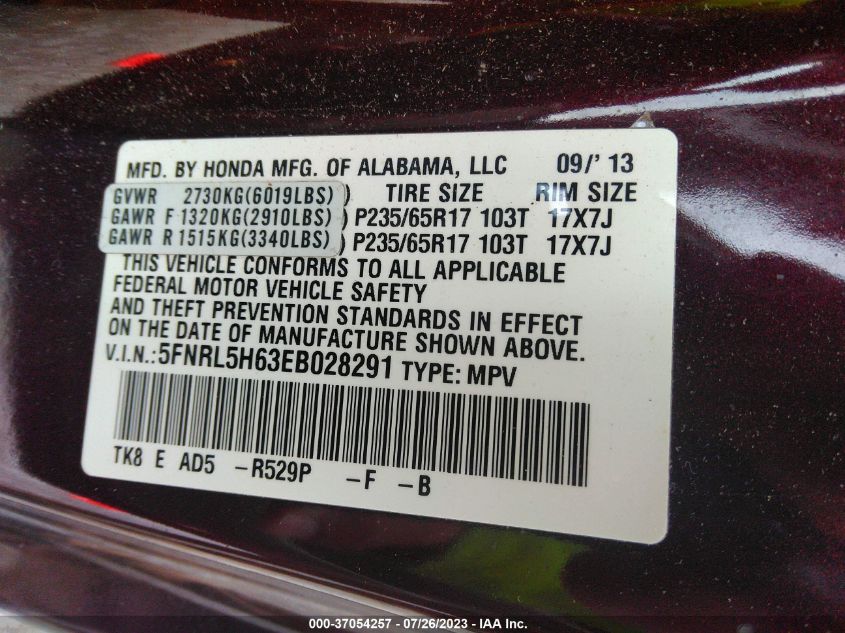 MFD. BY HONDA MFG. OF ALABAMA, LLC 09/' 13
GVWR 2730KG(6019LBS) ) TIRE SIZE RIM SIZE
GAWR F 1320KG(2910LBS) ) P235/65R17 103T 17X7J
GAWR R 1515KG(3340LBS) ) P235/65R17 103T 17X7J
THIS VEHICLE CONFORMS TO ALL APPLICABLE
FEDERAL MOTOR VEHICLE SAFETY
AND THEFT PREVENTION STANDARDS IN EFFECT
ON THE DATE OF MANUFACTURE SHOWN ABOVE.
V.I.N.:5FNRL5H63EB028291 TYPE: MPV
TK8 E AD5 -R529P -F -B
000-37054257 - 07/26/2023 - IAA Inc.